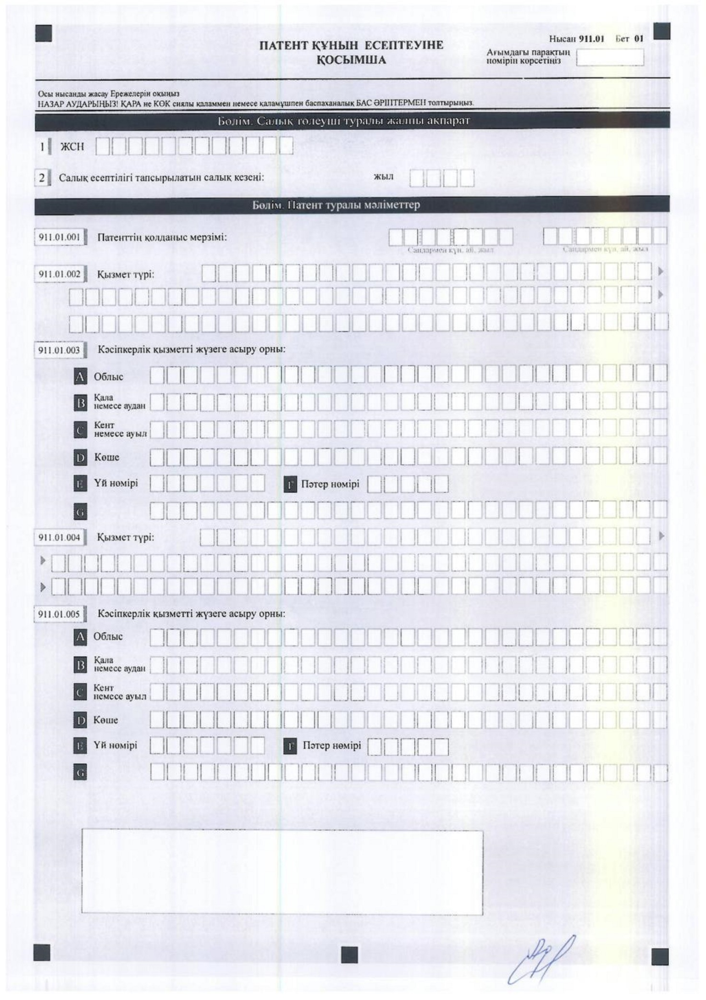 Нысан 911.01 Бет 01
ПАТЕНТ ҚҰНЫН ЕСЕПТЕУІНЕ
ҚОСЫМША
Ағымдағы парақтың
нөмірін көрсетіңіз
Осы нысанды жасау Ережелерін оқыңыз
НАЗАР АУДАРЫҢЫЗ! ҚАРА не КӨК сиялы қаламмен немесе қаламұшпен баспаханалық БАС ӘРІПТЕРМЕН толтырыңыз.
Бөлім. Салық төлеуші туралы жалпы ақпарат
1 ЖСН
2 Салық есептілігі тапсырылатын салық кезеңі: жыл
Бөлім. Патент туралы мәліметтер
911.01.001 Патенттің қолданыс мерзімі:
Сандармен күн, ай, жыл Сандармен күн, ай, жыл
911.01.002 Қызмет түрі:
911.01.003 Кәсіпкерлік қызметті жүзеге асыру орны:
A Облыс
B Қала
немесе аудан
C Кент
немесе ауыл
D Көше
E Үй нөмірі F Пәтер нөмірі
G
911.01.004 Қызмет түрі:
911.01.005 Кәсіпкерлік қызметті жүзеге асыру орны:
A Облыс
B Қала
немесе аудан
C Кент
немесе ауыл
D Көше
E Үй нөмірі F Пәтер нөмірі
G